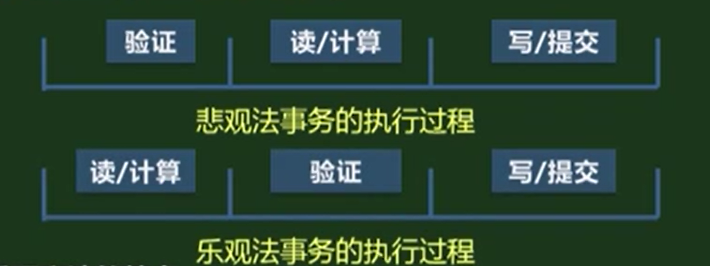 验证 读/计算 写/提交
悲观法事务的执行过程
读/计算 验证 写/提交
乐观法事务的执行过程